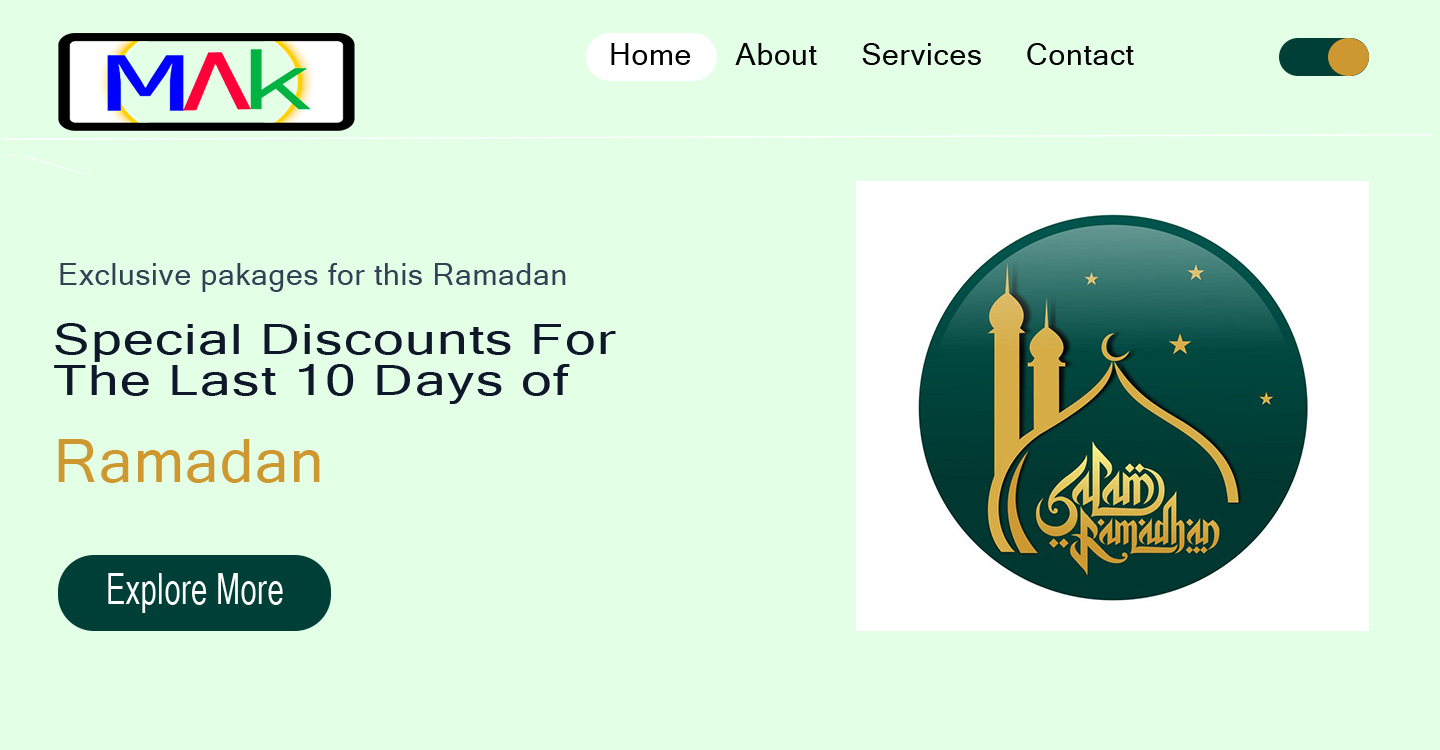 MAk
Home About Services Contact
Exclusive pakages for this Ramadan
Special Discounts For
The Last 10 Days of
Ramadan
Explore More
Salam
Ramadhan